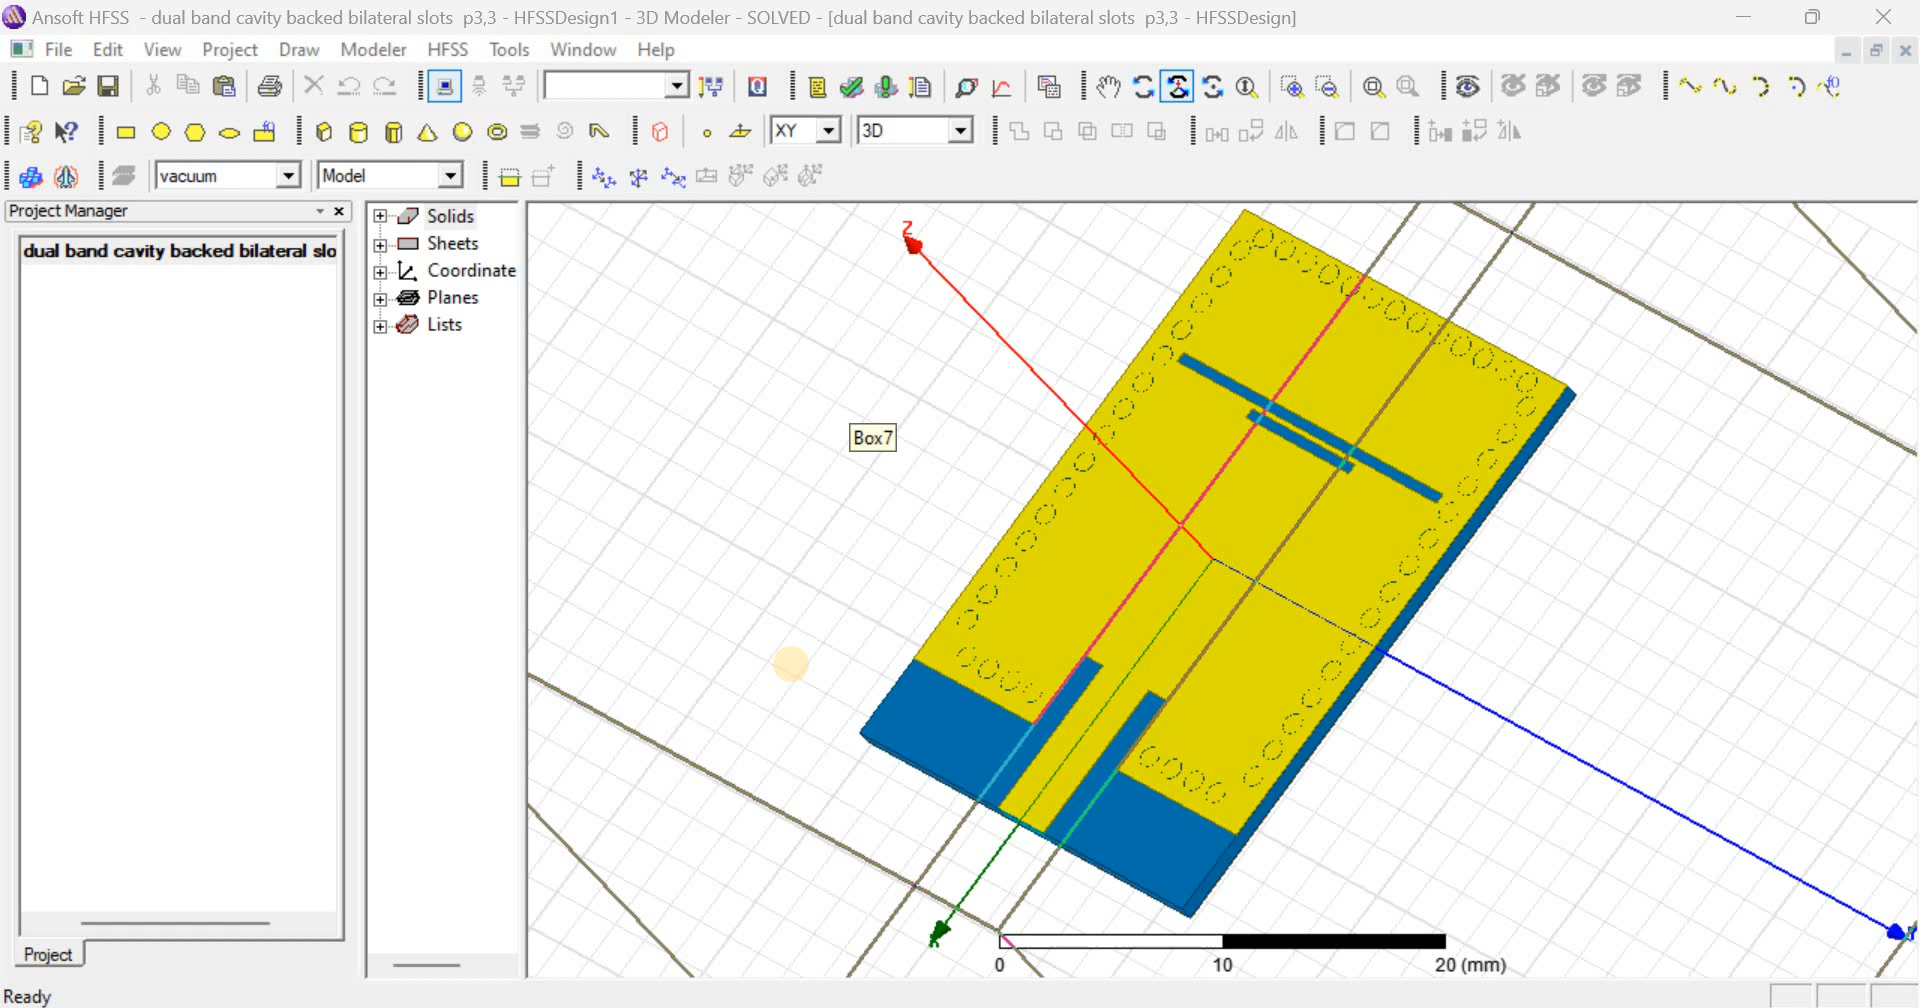 Ansoft HFSS - dual band cavity backed bilateral slots p3,3 - HFSSDesign1 - 3D Modeler - SOLVED - [dual band cavity backed bilateral slots p3,3 - HFSSDesign]
File Edit View Project Draw Modeler HFSS Tools Window Help
XY 3D
vacuum Model
Project Manager
dual band cavity backed bilateral slo
Solids
Sheets
Coordinate
Planes
Lists
Z
Box7
0 10 20 (mm)
Project
Ready